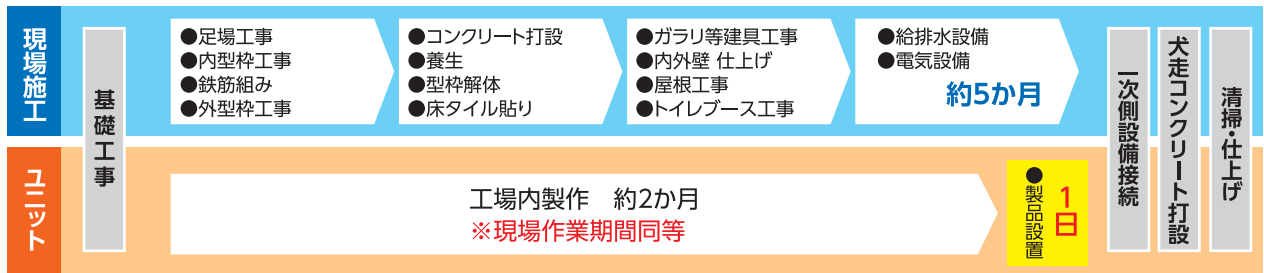 現場施工
基礎工事
●足場工事
●内型枠工事
●鉄筋組み
●外型枠工事
●コンクリート打設
●養生
●型枠解体
●床タイル貼り
●ガラリ等建具工事
●内外壁 仕上げ
●屋根工事
●トイレブース工事
●給排水設備
●電気設備
約5か月
ユニット
工場内製作　約2か月
※現場作業期間同等
●製品設置
1日
一次側設備接続
犬走コンクリート打設
清掃・仕上げ